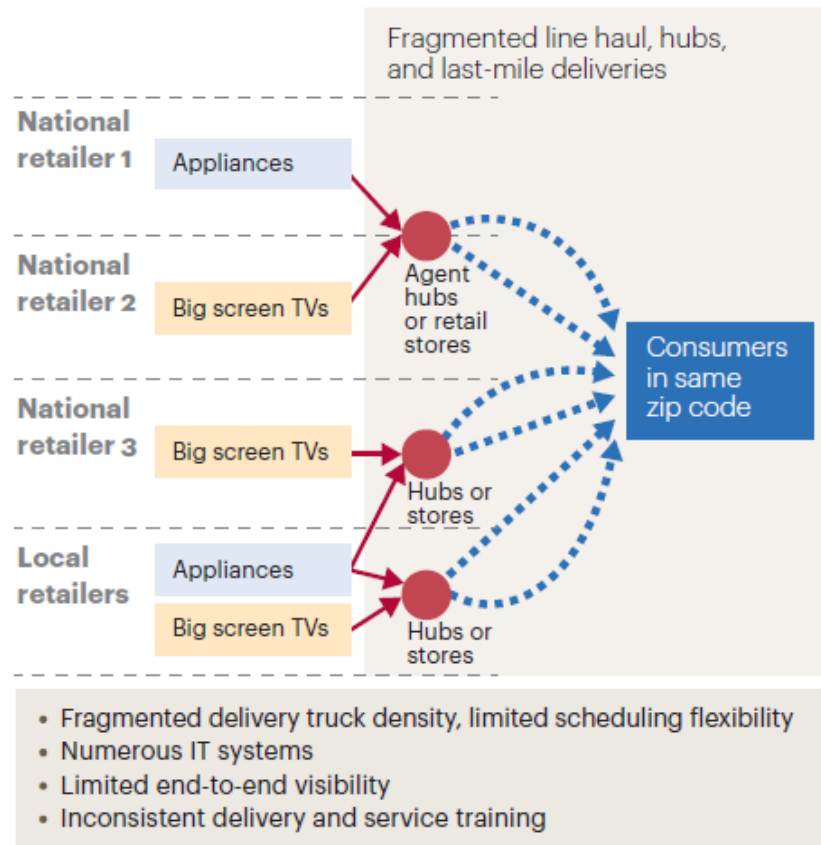 Fragmented line haul, hubs,
and last-mile deliveries
National
retailer 1
Appliances
National
retailer 2
Big screen TVs
Agent
hubs
or retail
stores
Consumers
in same
zip code
National
retailer 3
Big screen TVs
Hubs or
stores
Local
retailers
Appliances
Big screen TVs
Hubs or
stores
• Fragmented delivery truck density, limited scheduling flexibility
• Numerous IT systems
• Limited end-to-end visibility
• Inconsistent delivery and service training